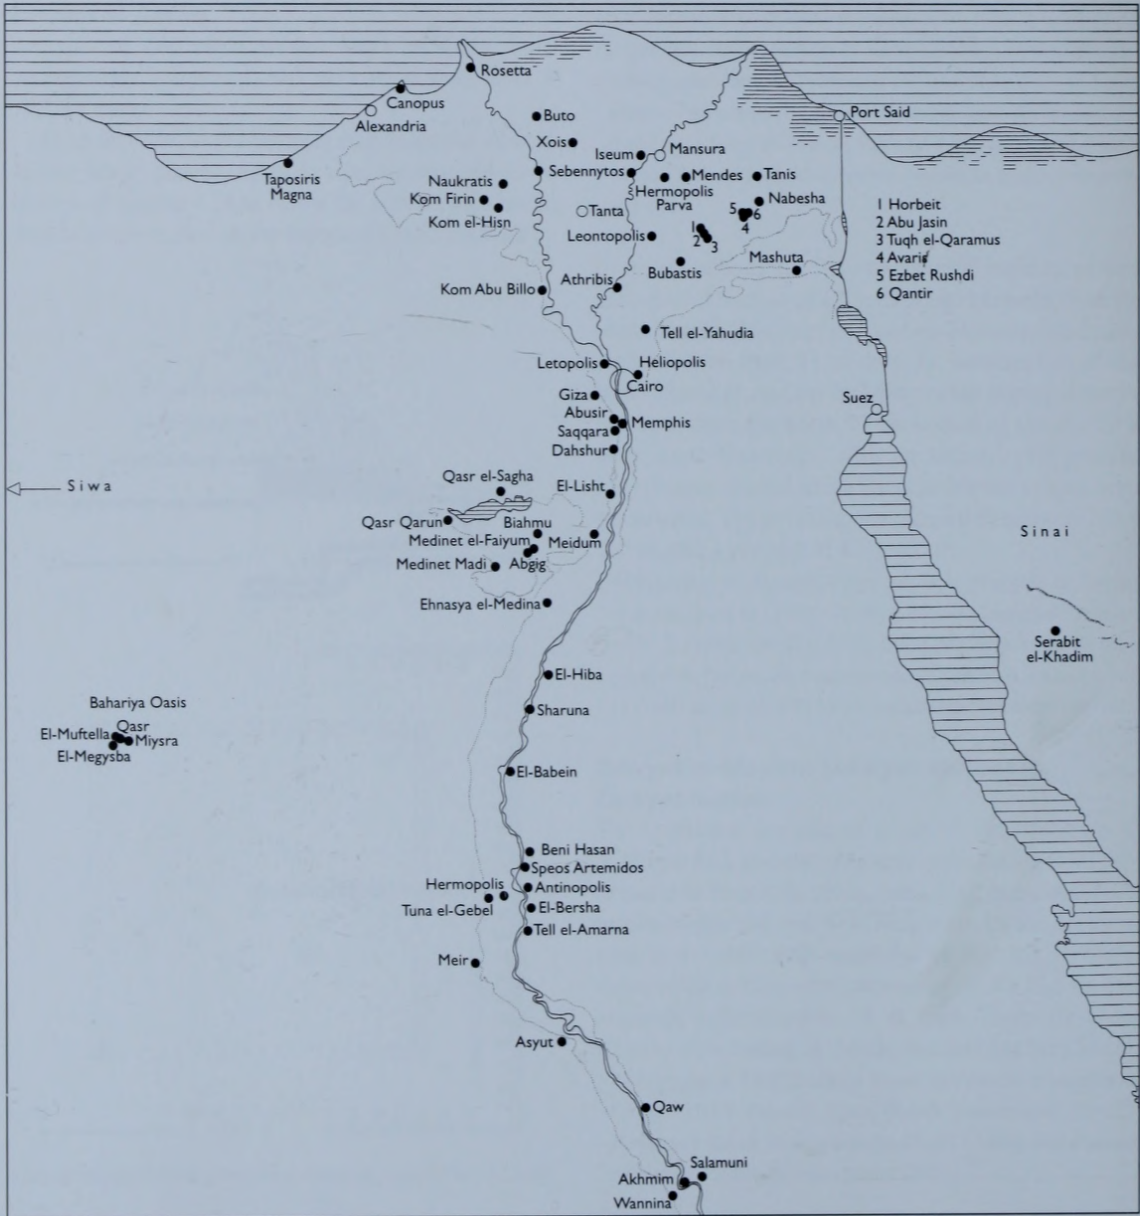 Rosetta
Canopus
Alexandria
Buto
Port Said
Xois
Iseum
Mansura
Taposiris
Magna
Naukratis
Sebennytos
Mendes
Tanis
Kom Firin
Hermopolis
Parva
Nabesha
Kom el-Hisn
Tanta
5
6
4
Leontopolis
1
2
3
1 Horbeit
2 Abu Jasin
3 Tuqh el-Qaramus
4 Avaris
5 Ezbet Rushdi
6 Qantir
Bubastis
Mashuta
Kom Abu Billo
Athribis
Tell el-Yahudia
Letopolis
Heliopolis
Cairo
Giza
Suez
Abusir
Memphis
Saqqara
Dahshur
Siwa
Qasr el-Sagha
El-Lisht
Qasr Qarun
Biahmu
Medinet el-Faiyum
Meidum
Sinai
Medinet Madi
Abgig
Ehnasya el-Medina
Serabit
el-Khadim
El-Hiba
Bahariya Oasis
Sharuna
El-Muftella
Qasr
Miysra
El-Megysba
El-Babein
Beni Hasan
Speos Artemidos
Hermopolis
Antinopolis
Tuna el-Gebel
El-Bersha
Tell el-Amarna
Meir
Asyut
Qaw
Salamuni
Akhmim
Wannina